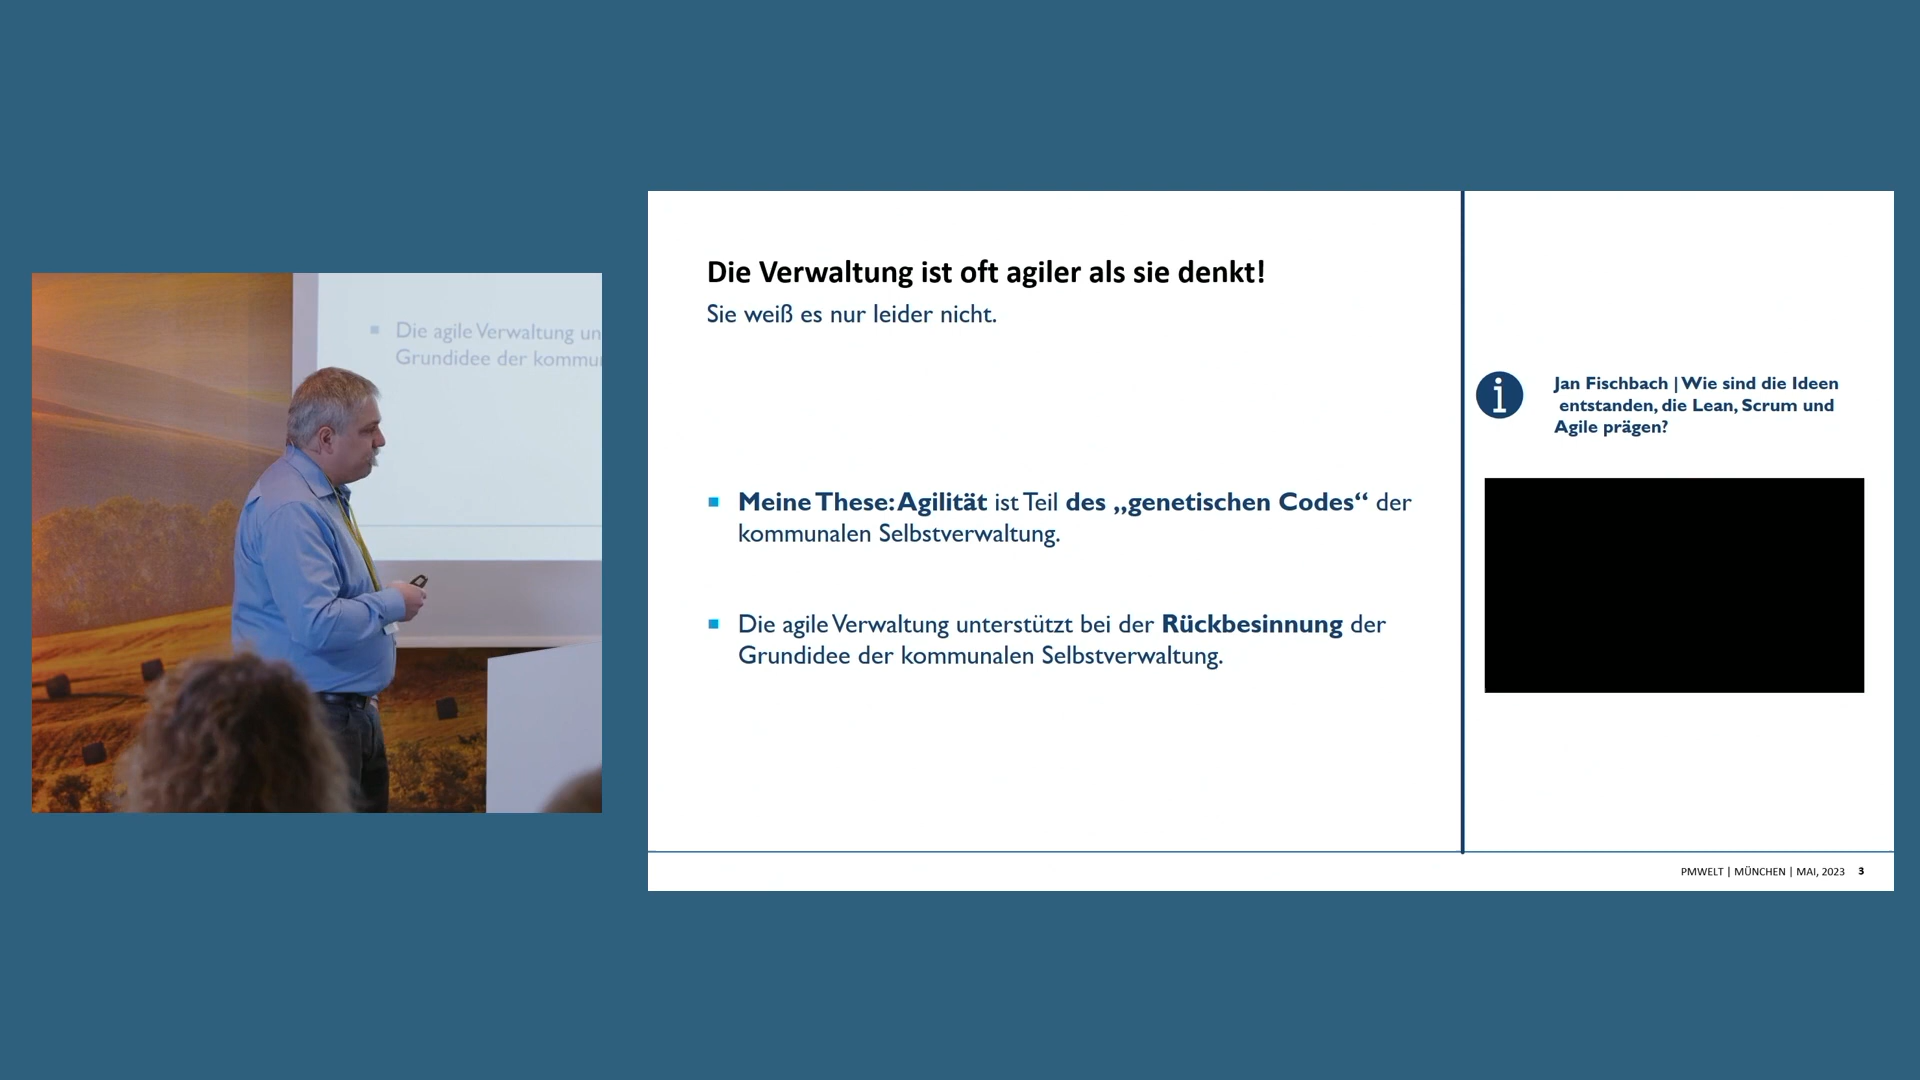 Die agile Verwaltung un
Grundidee der kommu
Die Verwaltung ist oft agiler als sie denkt!
Sie weiß es nur leider nicht.
Meine These: Agilität ist Teil des „genetischen Codes“ der
kommunalen Selbstverwaltung.
Die agile Verwaltung unterstützt bei der Rückbesinnung der
Grundidee der kommunalen Selbstverwaltung.
Jan Fischbach | Wie sind die Ideen
entstanden, die Lean, Scrum und
Agile prägen?
PMWELT | MÜNCHEN | MAI, 2023 3